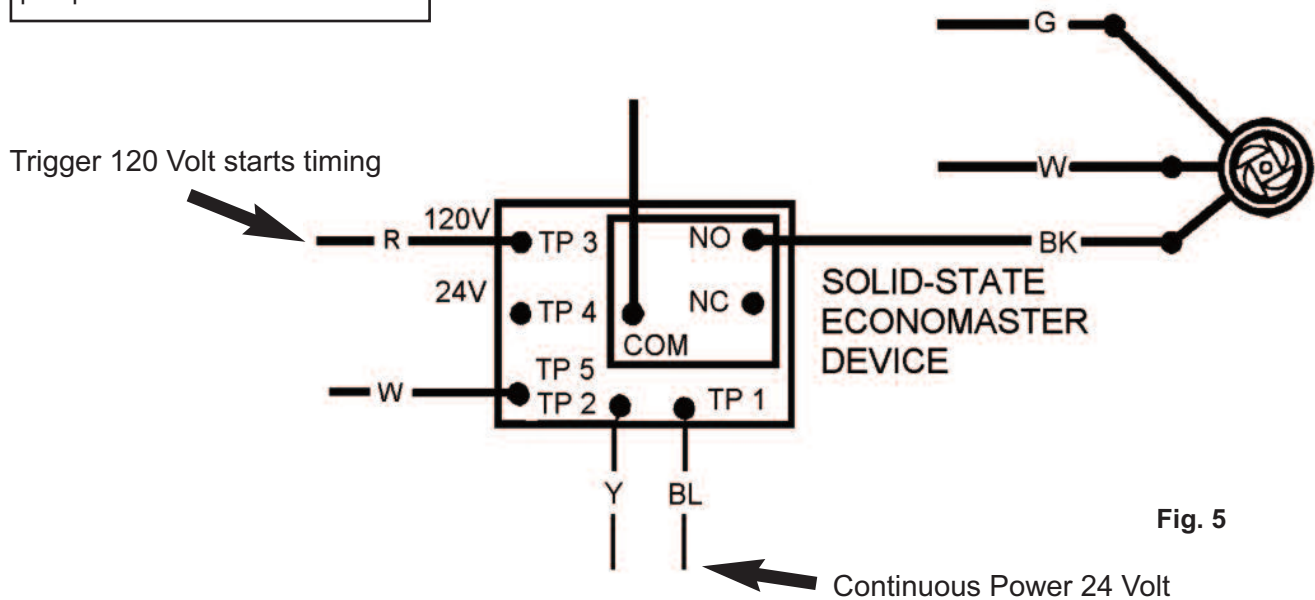 G
Trigger 120 Volt starts timing
W
120V
R
TP 3
NO
BK
24V
TP 4
NC
COM
SOLID-STATE
ECONOMASTER
DEVICE
TP 5
W
TP 2
TP 1
Y
BL
Fig. 5
Continuous Power 24 Volt